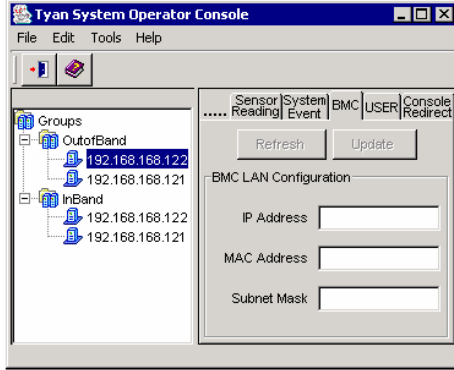 Tyan System Operator Console
File Edit Tools Help
Groups
OutofBand
192.168.168.122
192.168.168.121
InBand
192.168.168.122
192.168.168.121
..... Sensor Reading System Event BMC USER Console Redirect
Refresh Update
BMC LAN Configuration
IP Address
MAC Address
Subnet Mask